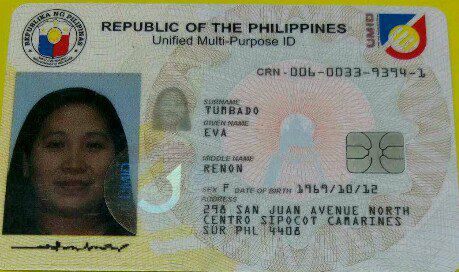 REPUBLIKA NG PILIPINAS
REPUBLIC OF THE PHILIPPINES
Unified Multi-Purpose ID
UMID
CRN-006-0033-9394-1
SURNAME
TUMBADO
GIVEN NAME
EVA
MIDDLE NAME
RENON
SEX F DATE OF BIRTH 1969/10/12
ADDRESS
298 SAN JUAN AVENUE NORTH
CENTRO SIPOCOT CAMARINES
SUR PHL 4408